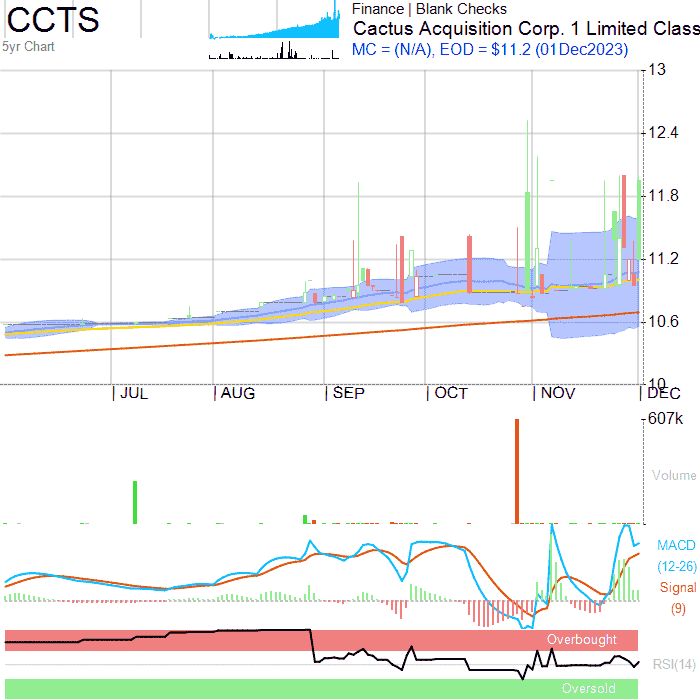 CCTS
5yr Chart
Finance | Blank Checks
Cactus Acquisition Corp. 1 Limited Class
MC = (N/A), EOD = $11.2 (01Dec2023)
13
12.4
11.8
11.2
10.6
10
JUL
AUG
SEP
OCT
NOV
DEC
607k
Volume
MACD
(12-26)
Signal
(9)
Overbought
RSI(14)
Oversold